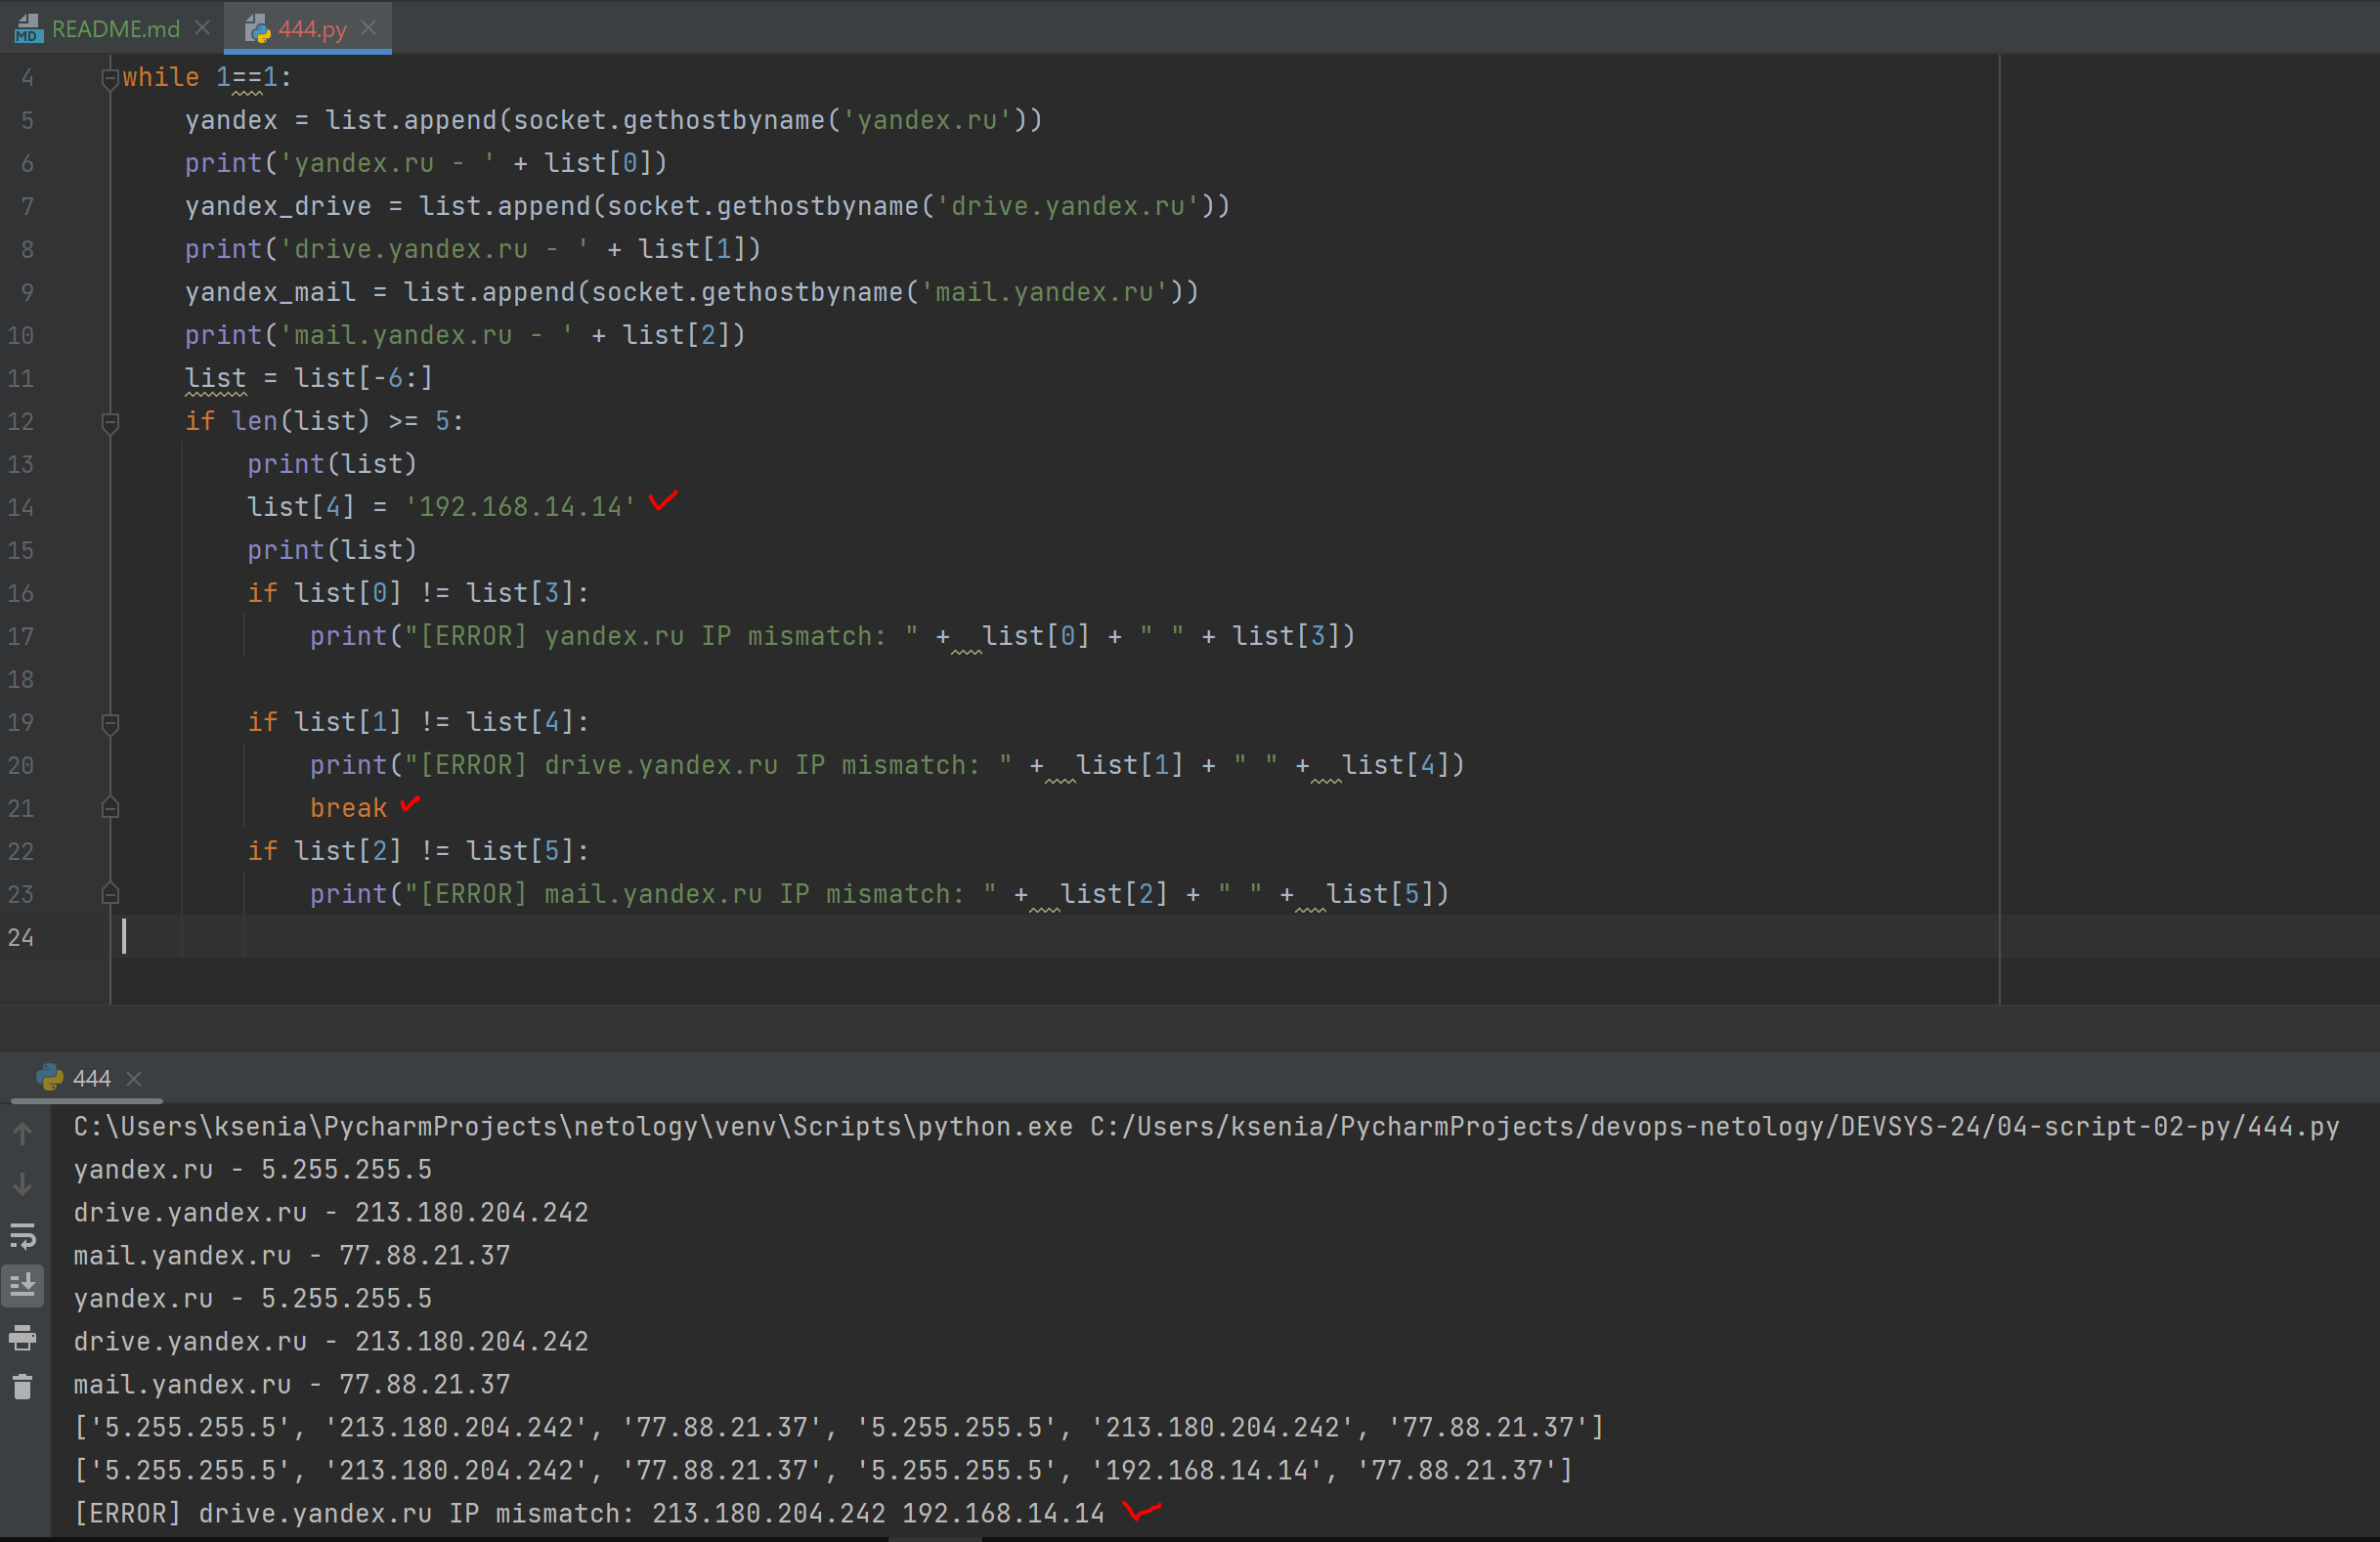 README.md
444.py
4 while 1==1:
5     yandex = list.append(socket.gethostbyname('yandex.ru'))
6     print('yandex.ru - ' + list[0])
7     yandex_drive = list.append(socket.gethostbyname('drive.yandex.ru'))
8     print('drive.yandex.ru - ' + list[1])
9     yandex_mail = list.append(socket.gethostbyname('mail.yandex.ru'))
10     print('mail.yandex.ru - ' + list[2])
11     list = list[-6:]
12     if len(list) >= 5:
13         print(list)
14         list[4] = '192.168.14.14'
15         print(list)
16         if list[0] != list[3]:
17             print("[ERROR] yandex.ru IP mismatch: " +  list[0] + " " + list[3])
18
19         if list[1] != list[4]:
20             print("[ERROR] drive.yandex.ru IP mismatch: " +  list[1] + " " +  list[4])
21             break
22         if list[2] != list[5]:
23             print("[ERROR] mail.yandex.ru IP mismatch: " +  list[2] + " " +  list[5])
24
444
C:\Users\ksenia\PycharmProjects\netology\venv\Scripts\python.exe C:/Users/ksenia/PycharmProjects/devops-netology/DEVSYS-24/04-script-02-py/444.py
yandex.ru - 5.255.255.5
drive.yandex.ru - 213.180.204.242
mail.yandex.ru - 77.88.21.37
yandex.ru - 5.255.255.5
drive.yandex.ru - 213.180.204.242
mail.yandex.ru - 77.88.21.37
['5.255.255.5', '213.180.204.242', '77.88.21.37', '5.255.255.5', '213.180.204.242', '77.88.21.37']
['5.255.255.5', '213.180.204.242', '77.88.21.37', '5.255.255.5', '192.168.14.14', '77.88.21.37']
[ERROR] drive.yandex.ru IP mismatch: 213.180.204.242 192.168.14.14